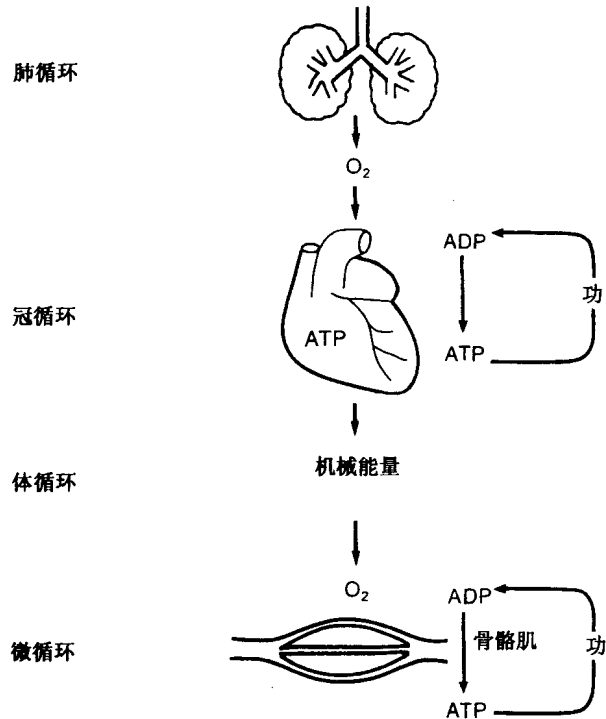 肺循环
O₂
ADP
功
冠循环
ATP
ATP
机械能量
体循环
O₂
ADP
骨骼肌
功
微循环
ATP